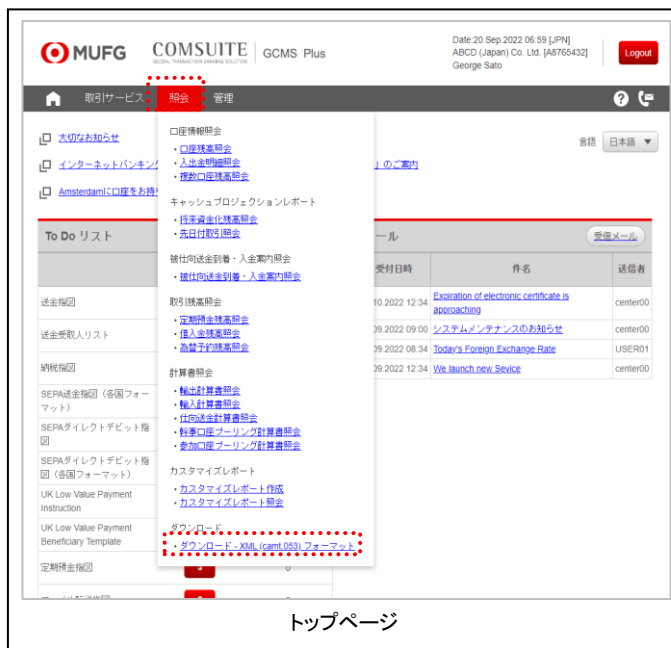 MUFG
COMSUITE
GLOBAL TRANSACTION BANKING SOLUTION
GCMS Plus
Date:20.Sep.2022 06:59 [JPN]
ABCD (Japan) Co. Ltd. [A8765432]
George Sato
Logout
取引サービス
照会
管理
大切なお知らせ
言語
日本語
インターネットバンキン
」のご案内
Amsterdamに口座をお持
口座情報照会
・口座残高照会
・入出金明細照会
・複数口座残高照会
キャッシュプロジェクションレポート
・将来資金化残高照会
・先日付取引照会
被仕向送金到着・入金案内照会
・被仕向送金到着・入金案内照会
取引残高照会
・定期預金残高照会
・借入金残高照会
・為替予約残高照会
計算書照会
・輸出計算書照会
・輸入計算書照会
・仕向送金計算書照会
・幹事口座プーリング計算書照会
・参加口座プーリング計算書照会
カスタマイズレポート
・カスタマイズレポート作成
・カスタマイズレポート照会
ダウンロード
・ダウンロード - XML (camt.053) フォーマット
To Do リスト
送金指図
送金受取人リスト
納税指図
SEPA送金指図（各国フォー
マット）
SEPAダイレクトデビット指
図
SEPAダイレクトデビット指
図（各国フォーマット）
UK Low Value Payment
Instruction
UK Low Value Payment
Beneficiary Template
定期預金指図
ール
受信メール
受付日時
件名
送信者
10.2022 12:34
Expiration of electronic certificate is
approaching
center00
09.2022 09:00
システムメンテナンスのお知らせ
center00
09.2022 08:34
Today's Foreign Exchange Rate
USER01
09.2022 12:34
We launch new Sevice
center00
トップページ